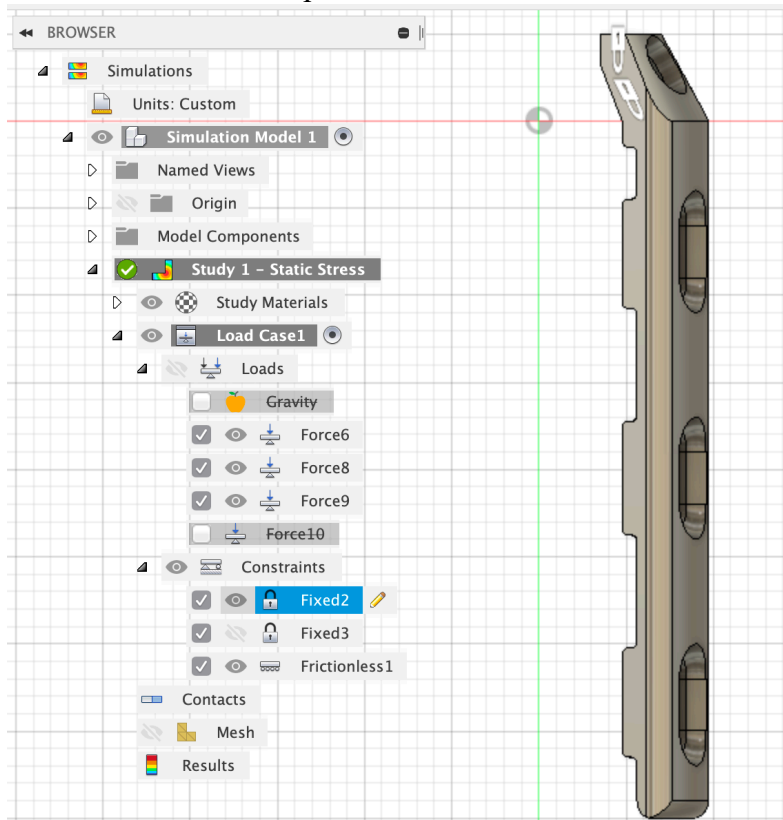 BROWSER
Simulations
Units: Custom
Simulation Model 1
Named Views
Origin
Model Components
Study 1 – Static Stress
Study Materials
Load Case1
Loads
Gravity
Force6
Force8
Force9
Force10
Constraints
Fixed2
Fixed3
Frictionless1
Contacts
Mesh
Results